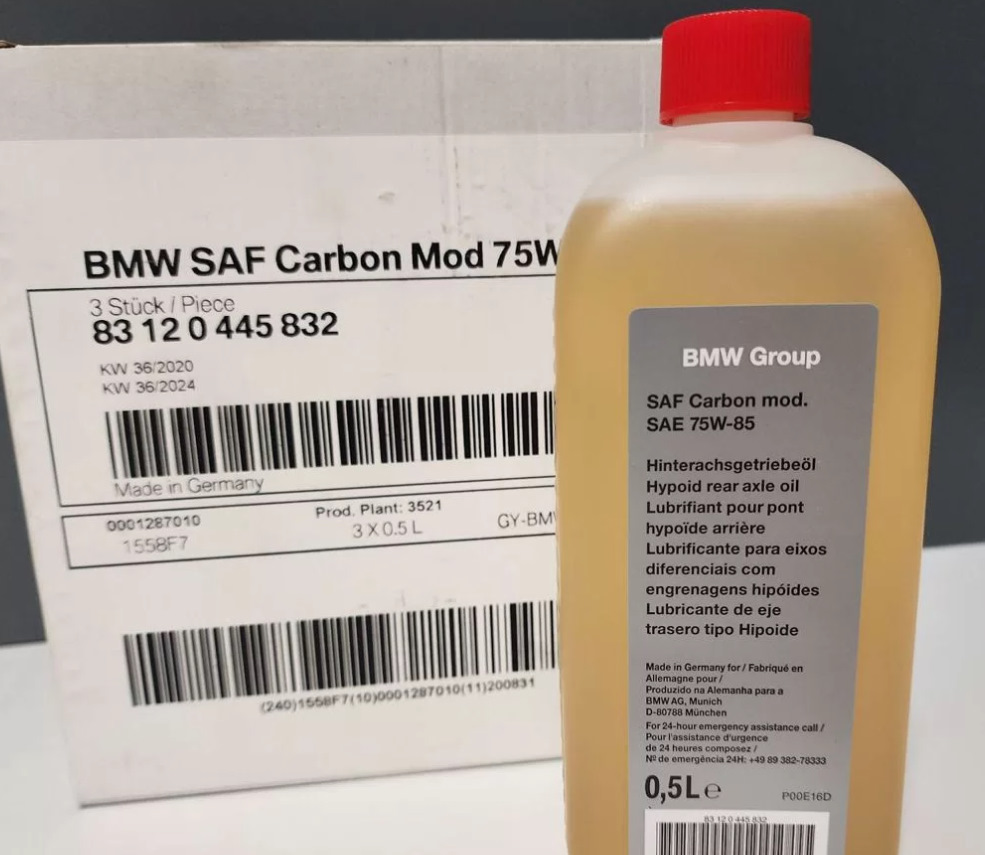 BMW SAF Carbon Mod 75W
3 Stück / Piece
83 12 0 445 832
KW 36/2020
KW 36/2024
Made in Germany
0001287010
Prod. Plant: 3521
1558F7
3 X 0.5 L
GY-BMW
(240)1558F7(10)0001287010(11)200831
BMW Group
SAF Carbon mod.
SAE 75W-85
Hinterachsgetriebeöl
Hypoid rear axle oil
Lubrifiant pour pont
hypoïde arrière
Lubrificante para eixos
diferenciais com
engrenagens hipóides
Lubricante de eje
trasero tipo Hipoide
Made in Germany for / Fabriqué en
Allemagne pour /
Produzido na Alemanha para a
BMW AG, Munich
D-80788 München
For 24-hour emergency assistance call /
Pour l'assistance d'urgence
de 24 heures composez /
Nº de emergência 24H: +49 89 382-78333
0,5L℮
P00E16D
83 12 0 445 832